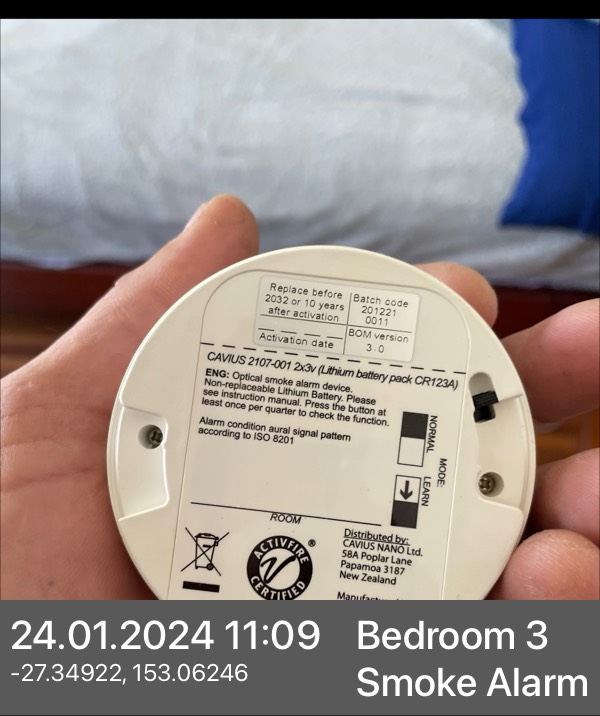 Replace before
2032 or 10 years
after activation
Activation date
Batch code
201221
0011
BOM version
3.0
CAVIUS 2107-001 2x3v (Lithium battery pack CR123A)
ENG: Optical smoke alarm device.
Non-replaceable Lithium Battery. Please
see instruction manual. Press the button at
least once per quarter to check the function.
Alarm condition aural signal pattern
according to ISO 8201
NORMAL
MODE:
LEARN
ROOM
ACTIVFIRE
CERTIFIED
®
Distributed by:
CAVIUS NANO Ltd.
58A Poplar Lane
Papamoa 3187
New Zealand
24.01.2024 11:09
-27.34922, 153.06246
Bedroom 3
Smoke Alarm